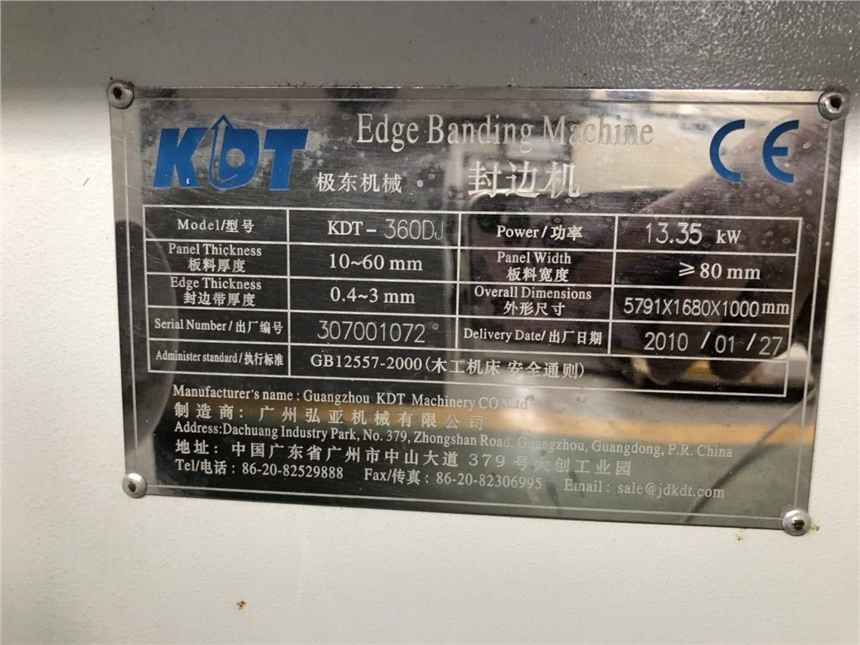 KDT Edge Banding Machine CE
极东机械 封边机
Model/型号 KDT-360DJ Power/功率 13.35 kW
Panel Thickness 板料厚度 10~60 mm Panel Width 板料宽度 ≥80mm
Edge Thickness 封边带厚度 0.4~3 mm Overall Dimensions 外形尺寸 5791X1680X1000mm
Serial Number/出厂编号 307001072 Delivery Date/出厂日期 2010 / 01 / 27
Administer standard/执行标准 GB12557-2000(木工机床 安全通则)
Manufacturer's name : Guangzhou KDT Machinery CO Ltd
制造商: 广州弘亚机械有限公司
Address:Dachuang Industry Park, No. 379, Zhongshan Road, Guangzhou, Guangdong, P.R. China
地址: 中国广东省广州市中山大道 379 号大创工业园
Tel/电话 : 86-20-82529888 Fax/传真 : 86-20-82306995 Email : sale@jdkdt.com